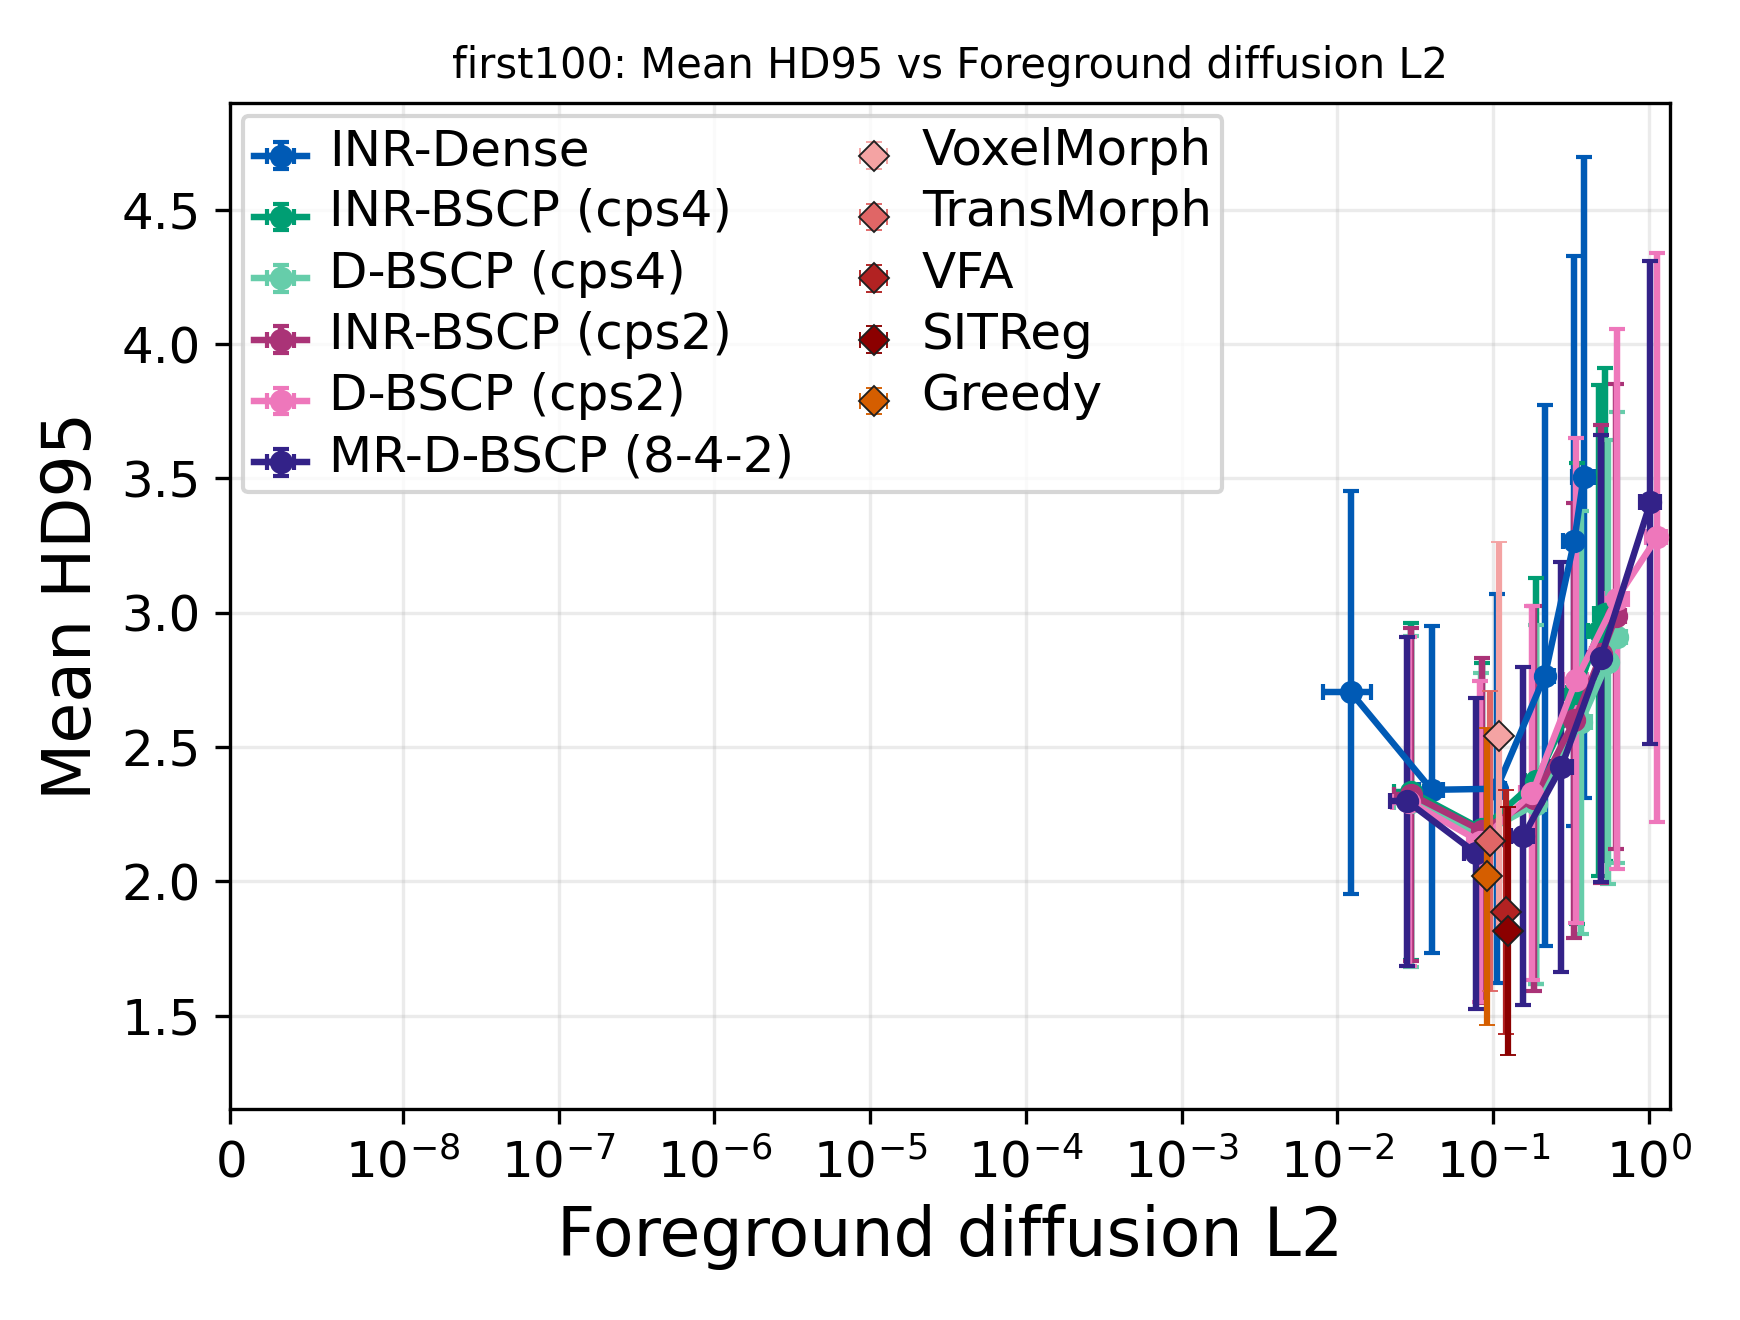 first100: Mean HD95 vs Foreground diffusion L2
INR-Dense
INR-BSCP (cps4)
D-BSCP (cps4)
INR-BSCP (cps2)
D-BSCP (cps2)
MR-D-BSCP (8-4-2)
VoxelMorph
TransMorph
VFA
SITReg
Greedy
Mean HD95
4.5
4.0
3.5
3.0
2.5
2.0
1.5
0 10⁻⁸ 10⁻⁷ 10⁻⁶ 10⁻⁵ 10⁻⁴ 10⁻³ 10⁻² 10⁻¹ 10⁰
Foreground diffusion L2